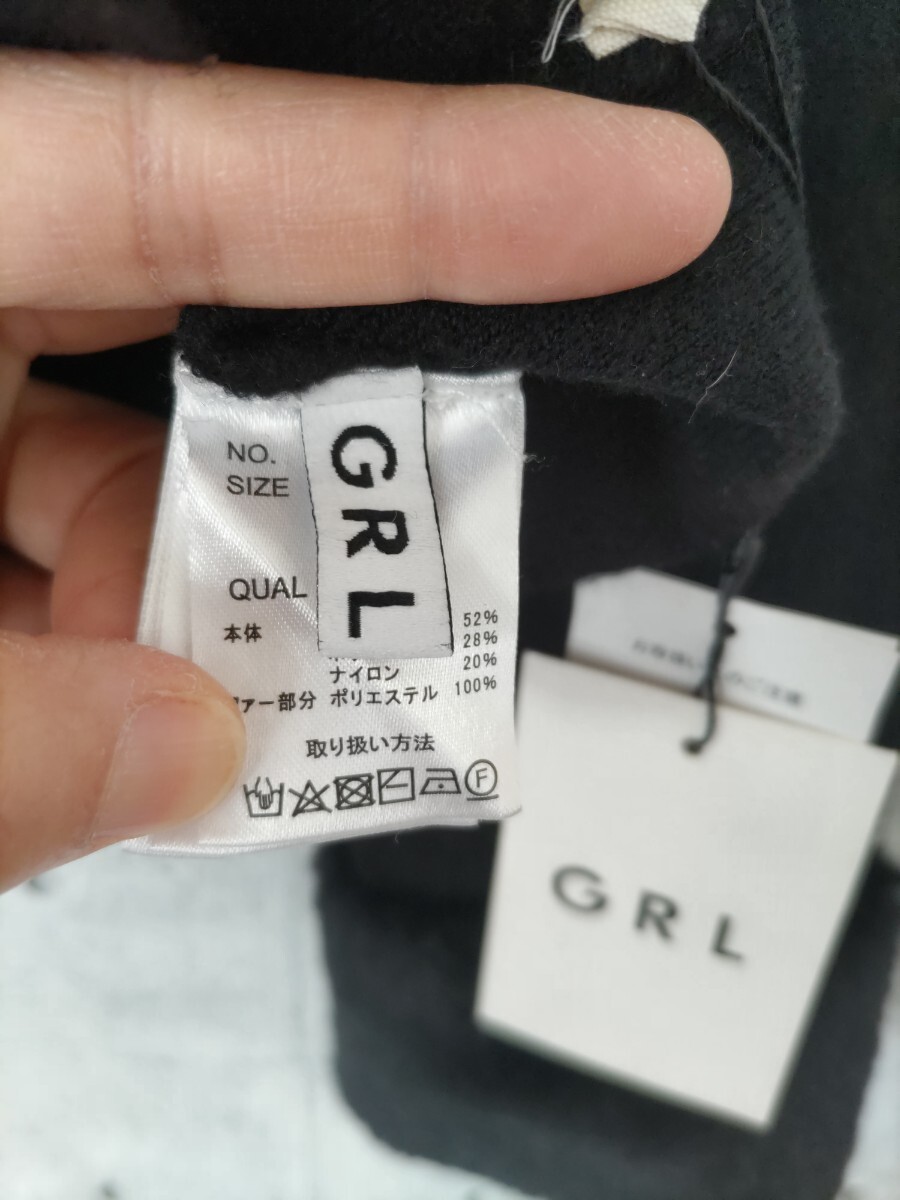 NO.
SIZE
GRL
QUAL
本体
52%
28%
ナイロン 20%
ァー部分 ポリエステル 100%
取り扱い方法
F
GRL